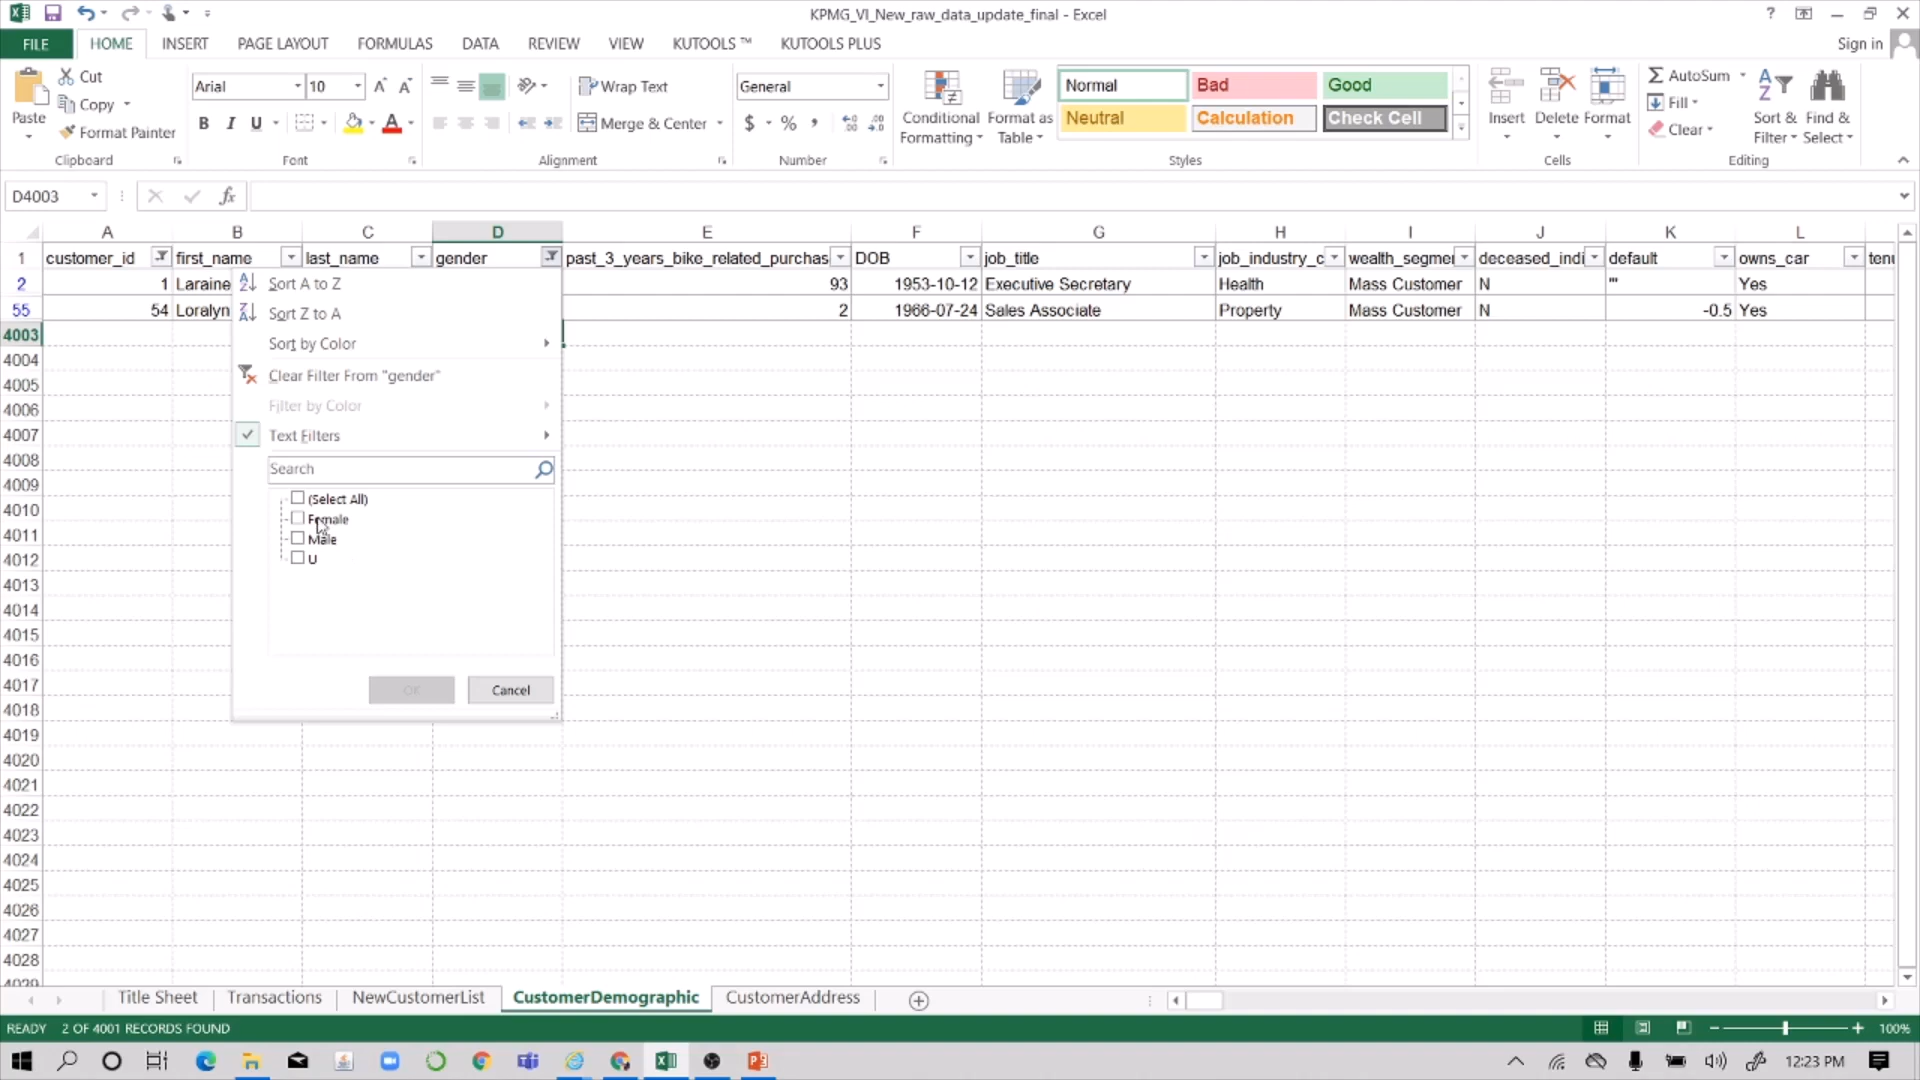 KPMG_VI_New_raw_data_update_final - Excel
FILE HOME INSERT PAGE LAYOUT FORMULAS DATA REVIEW VIEW KUTOOLS ™ KUTOOLS PLUS Sign in
Paste
Cut
Copy
Format Painter
Clipboard
Arial 10
B I U
Font
Wrap Text
Merge & Center
Alignment
General
$ % ,
Number
Conditional Formatting
Format as Table
Normal Bad Good
Neutral Calculation Check Cell
Styles
Insert Delete Format
Cells
AutoSum
Fill
Clear
Sort & Filter
Find & Select
Editing
D4003 fx
A B C D E F G H I J K L
1 customer_id first_name last_name gender past_3_years_bike_related_purchas DOB job_title job_industry_c wealth_segmen deceased_indi default owns_car tenu
2 1 Laraine 93 1953-10-12 Executive Secretary Health Mass Customer N "' Yes
55 54 Loralyn 2 1966-07-24 Sales Associate Property Mass Customer N -0.5 Yes
4003
4004
4005
4006
4007
4008
4009
4010
4011
4012
4013
4014
4015
4016
4017
4018
4019
4020
4021
4022
4023
4024
4025
4026
4027
4028
4029
Sort A to Z
Sort Z to A
Sort by Color
Clear Filter From "gender"
Filter by Color
Text Filters
Search
(Select All)
Female
Male
U
OK Cancel
Title Sheet Transactions NewCustomerList CustomerDemographic CustomerAddress
READY 2 OF 4001 RECORDS FOUND 100%
12:23 PM